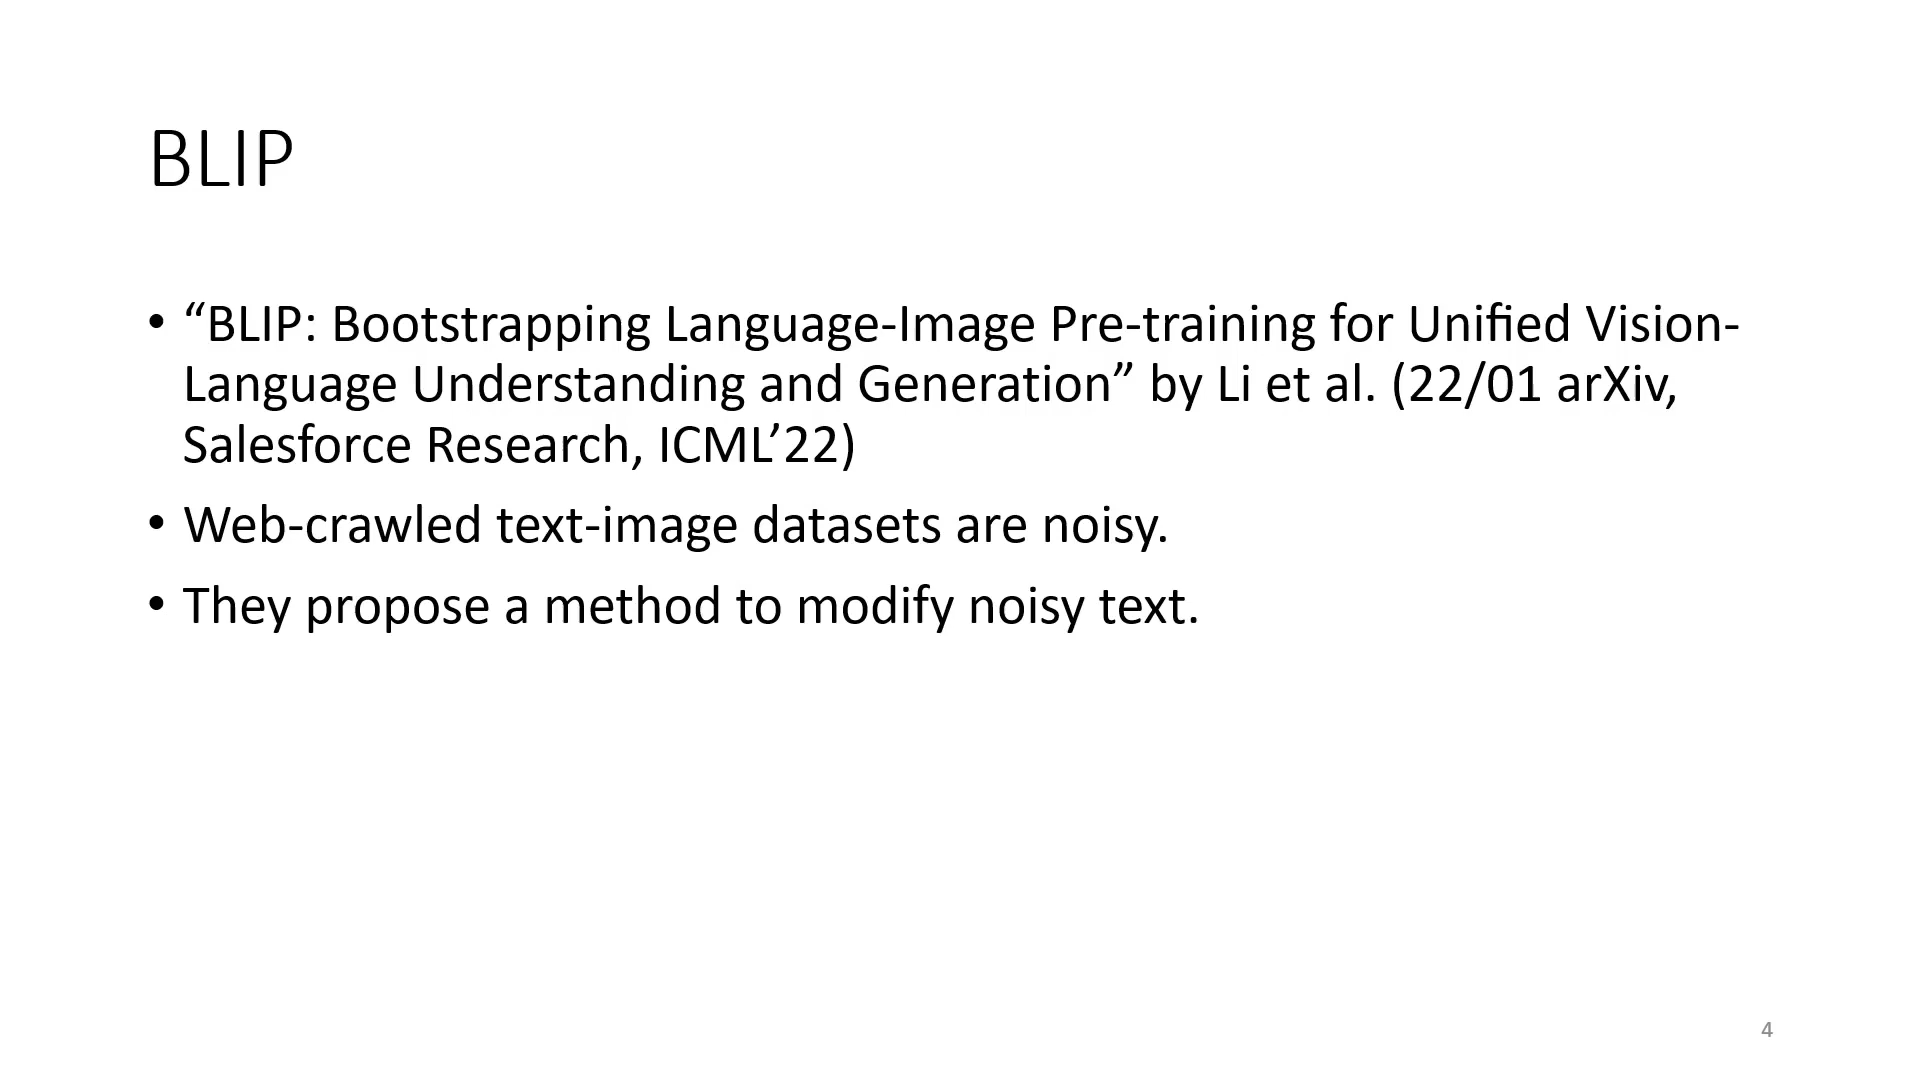 BLIP
• “BLIP: Bootstrapping Language-Image Pre-training for Unified Vision-
Language Understanding and Generation” by Li et al. (22/01 arXiv,
Salesforce Research, ICML’22)
• Web-crawled text-image datasets are noisy.
• They propose a method to modify noisy text.
4